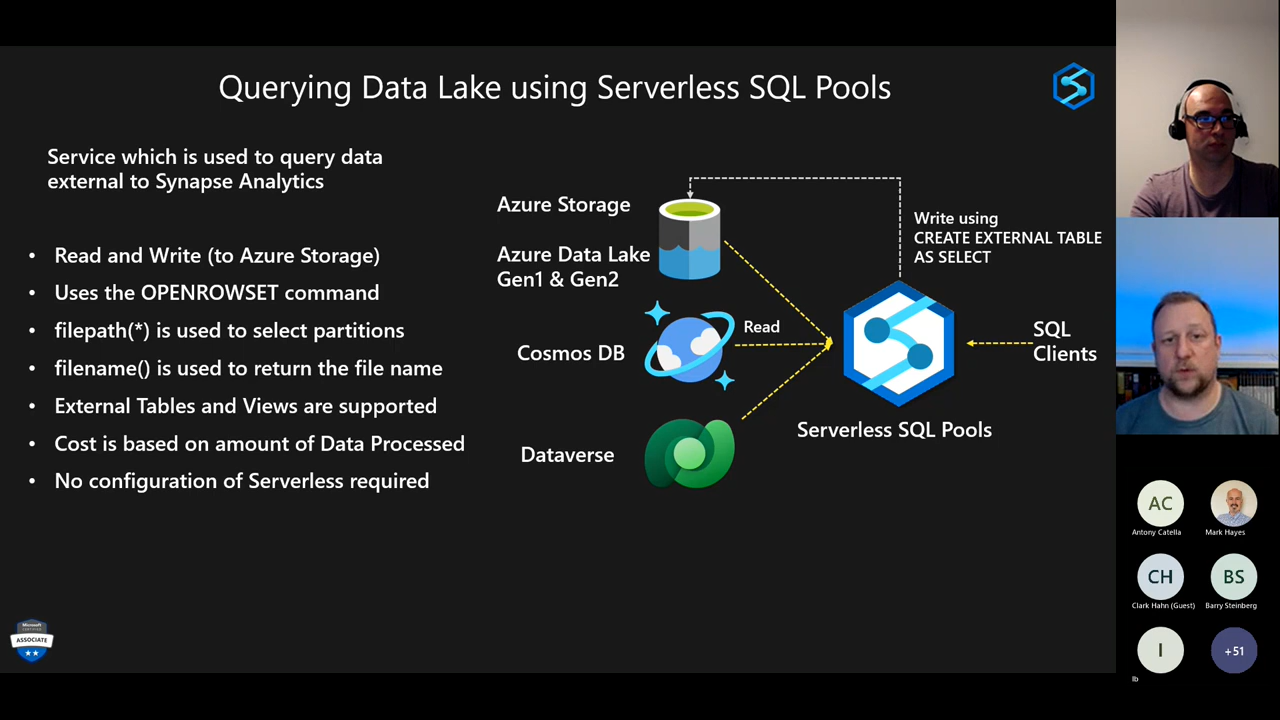 Querying Data Lake using Serverless SQL Pools
Service which is used to query data
external to Synapse Analytics
• Read and Write (to Azure Storage)
• Uses the OPENROWSET command
• filepath(*) is used to select partitions
• filename() is used to return the file name
• External Tables and Views are supported
• Cost is based on amount of Data Processed
• No configuration of Serverless required
Azure Storage
Azure Data Lake
Gen1 & Gen2
Cosmos DB
Dataverse
Read
Write using
CREATE EXTERNAL TABLE
AS SELECT
SQL
Clients
Serverless SQL Pools
Microsoft
CERTIFIED
ASSOCIATE
AC
Antony Catella
Mark Hayes
CH
Clark Hahn (Guest)
BS
Barry Steinberg
I
Ib
+51